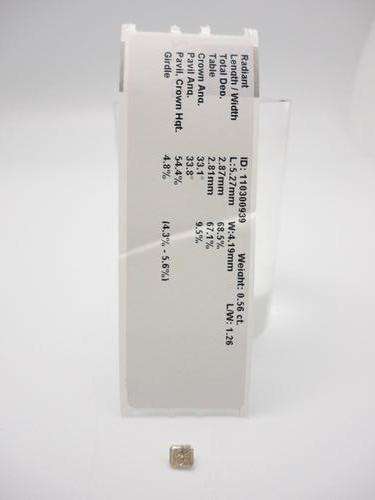 Radiant ID: 110300939 Weight: 0.56 ct.
Length / Width L:5.27mm W:4.19mm L/W: 1.26
Total Dep. 2.87mm 68.5%
Table 2.81mm 67.1%
Crown Ang. 33.1° 9.5%
Pavil Ang. 33.8°
Pavil. Crown Hgt. 54.4%
Girdle 4.8% (4.3% - 5.6%)